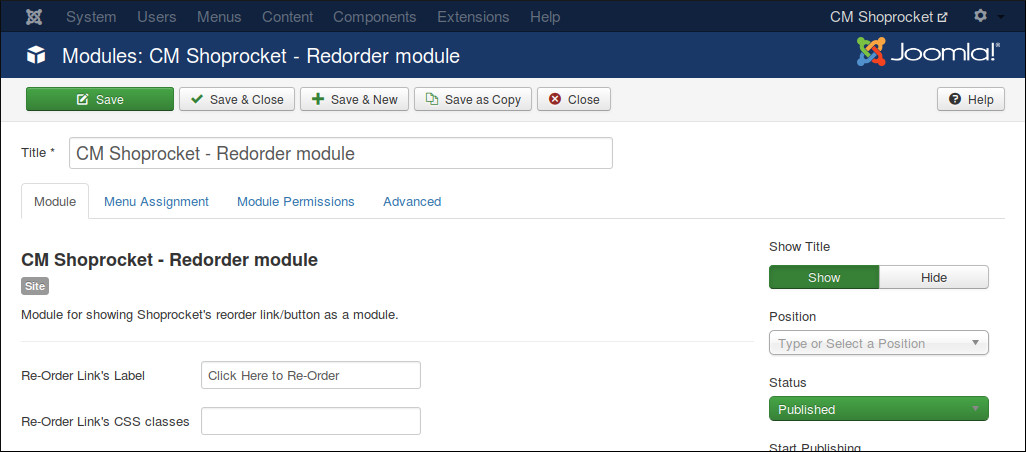 System Users Menus Content Components Extensions Help CM Shoprocket
Modules: CM Shoprocket - Redorder module Joomla!®
Save Save & Close Save & New Save as Copy Close Help
Title * CM Shoprocket - Redorder module
Module Menu Assignment Module Permissions Advanced
CM Shoprocket - Redorder module
Site
Module for showing Shoprocket's reorder link/button as a module.
Re-Order Link's Label Click Here to Re-Order
Re-Order Link's CSS classes
Show Title
Show Hide
Position
Type or Select a Position
Status
Published
Start Publishing